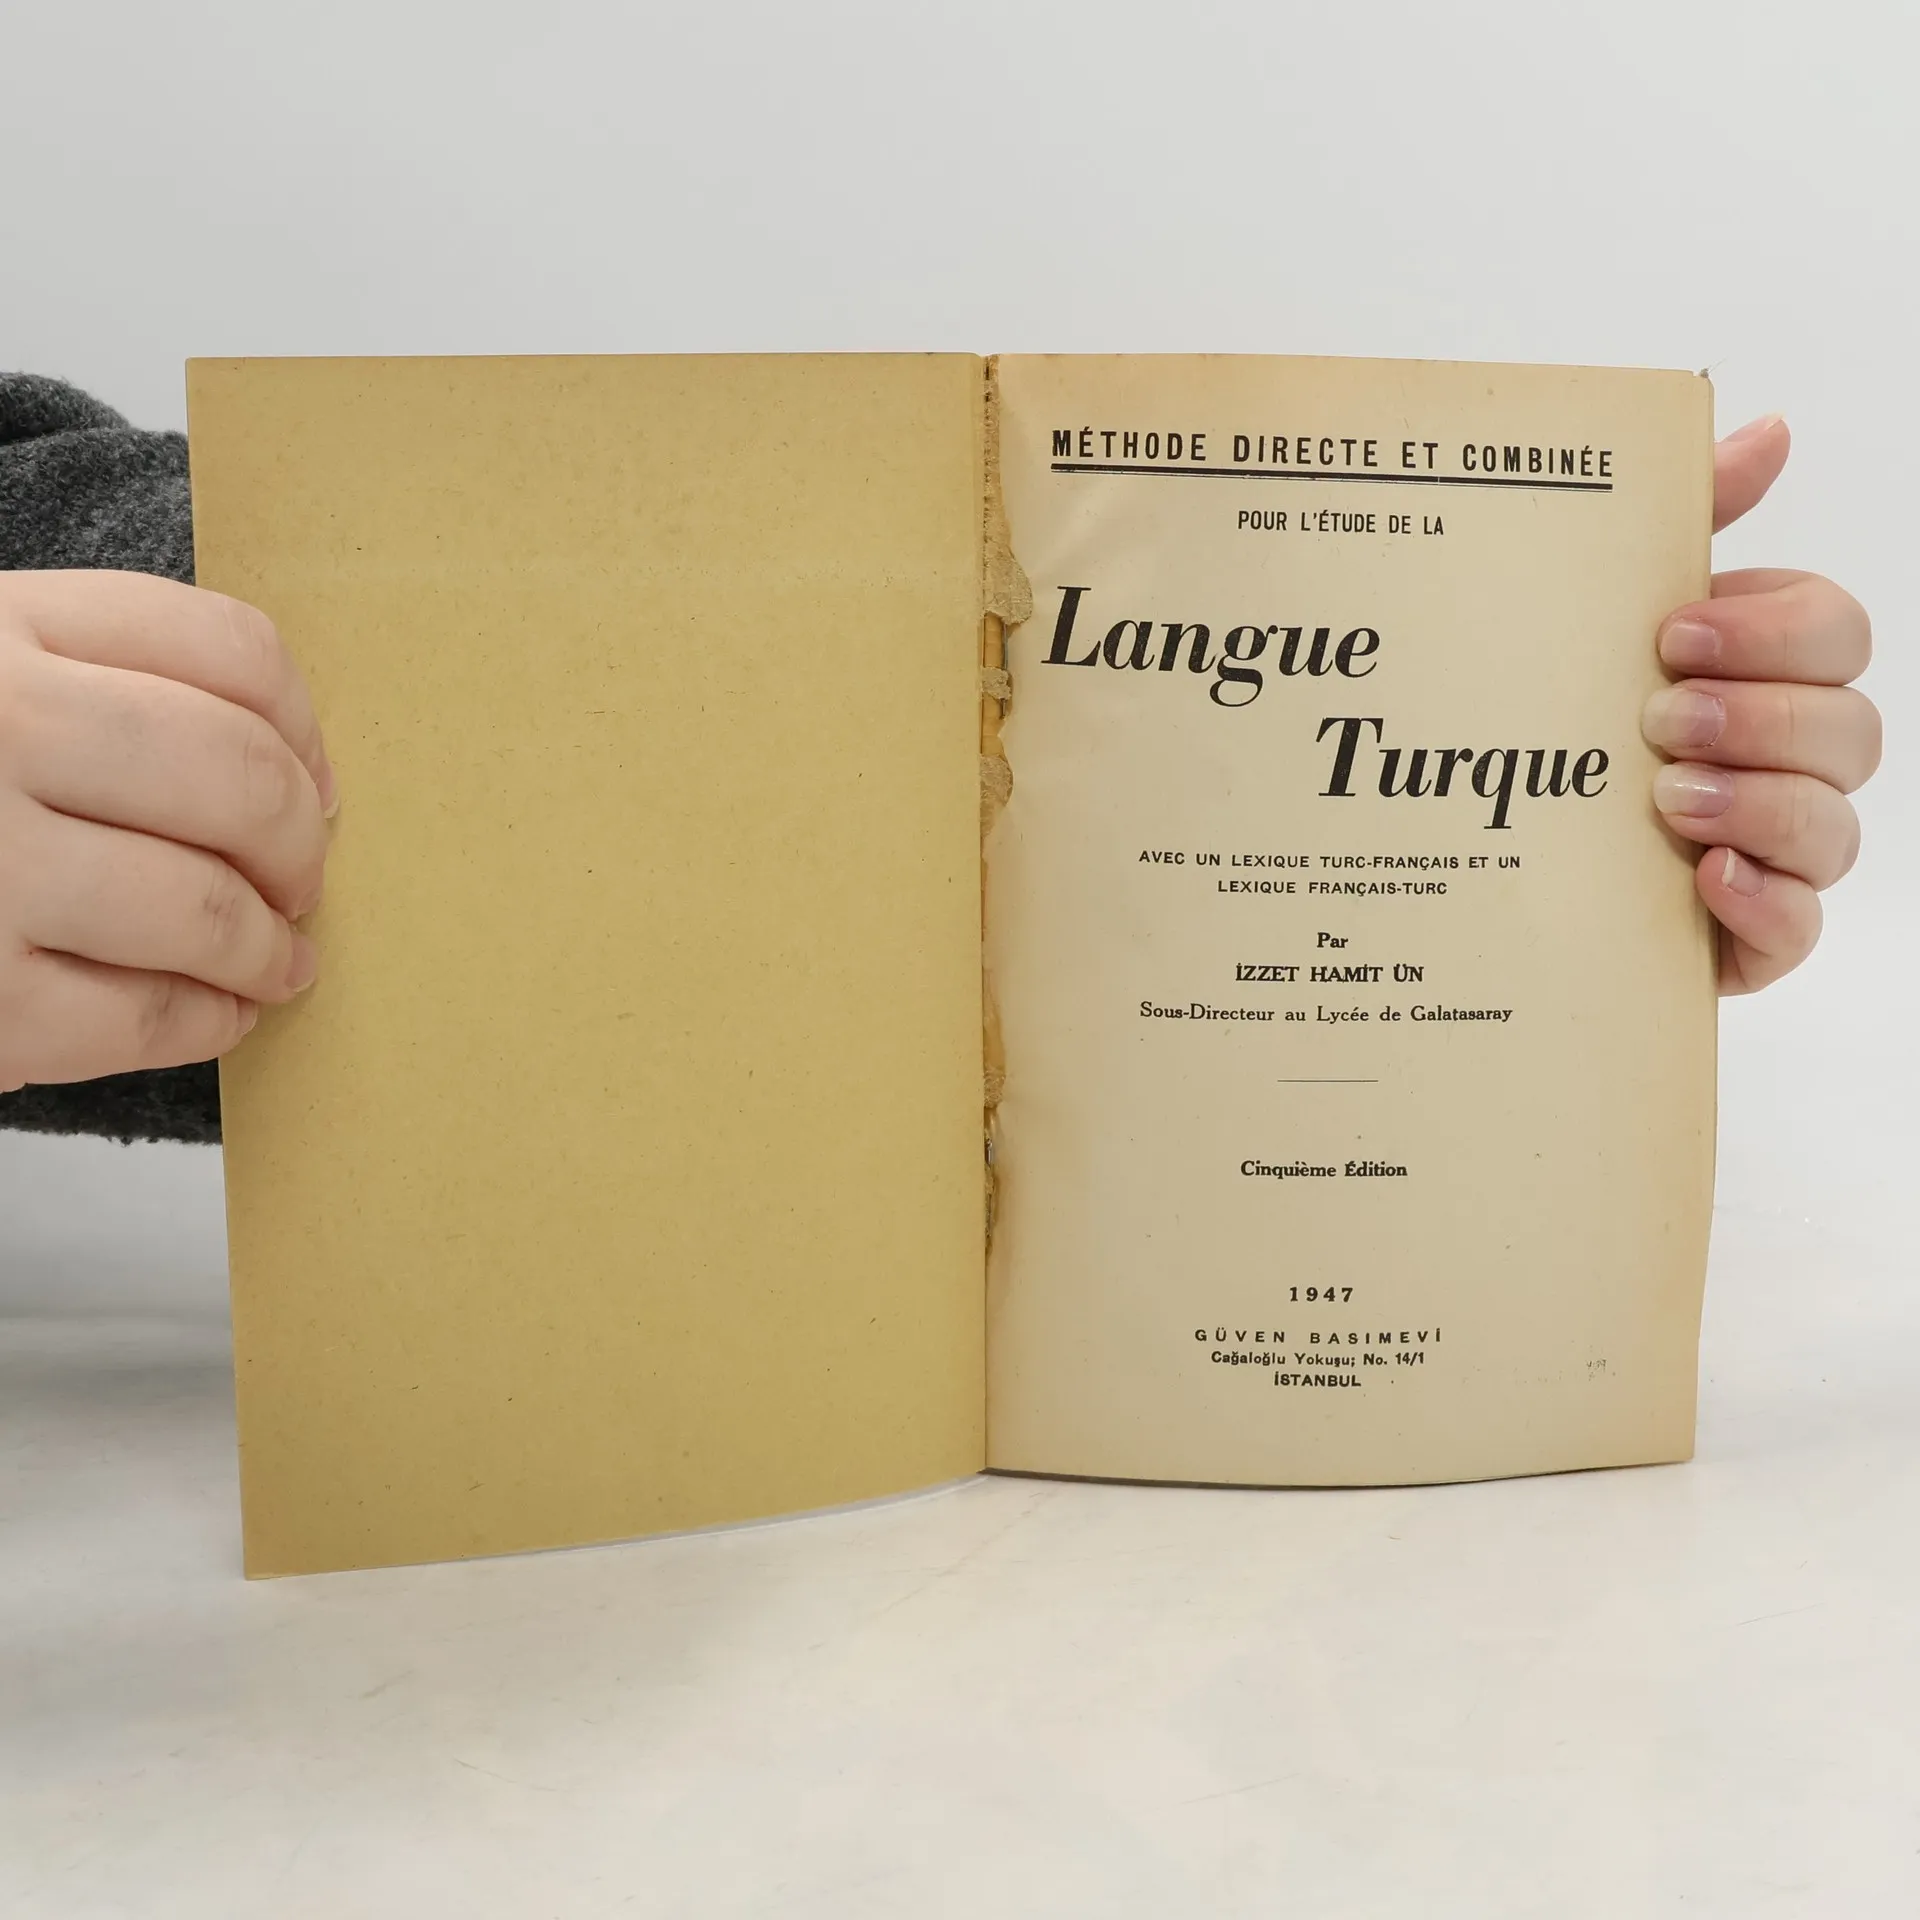 MÉTHODE DIRECTE ET COMBINÉE
POUR L'ÉTUDE DE LA
Langue
Turque
AVEC UN LEXIQUE TURC-FRANÇAIS ET UN
LEXIQUE FRANÇAIS-TURC
Par
İZZET HAMİT ÜN
Sous-Directeur au Lycée de Galatasaray
Cinquième Édition
1947
GÜVEN BASIMEVİ
Cağaloğlu Yokuşu; No. 14/1
İSTANBUL